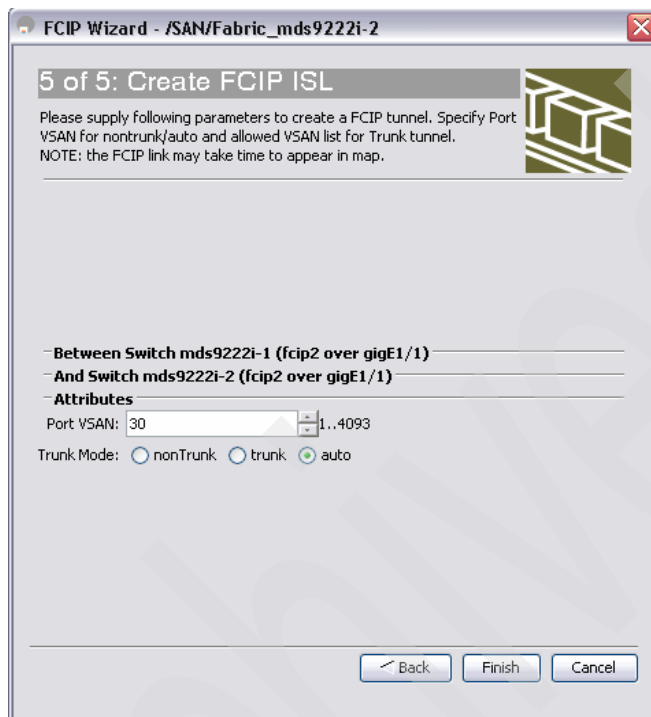 FCIP Wizard - /SAN/Fabric_mds9222i-2
5 of 5: Create FCIP ISL
Please supply following parameters to create a FCIP tunnel. Specify Port
VSAN for nontrunk/auto and allowed VSAN list for Trunk tunnel.
NOTE: the FCIP link may take time to appear in map.
Between Switch mds9222i-1 (fcip2 over gigE1/1)
And Switch mds9222i-2 (fcip2 over gigE1/1)
Attributes
Port VSAN: 30 1..4093
Trunk Mode: nonTrunk trunk auto
< Back Finish Cancel